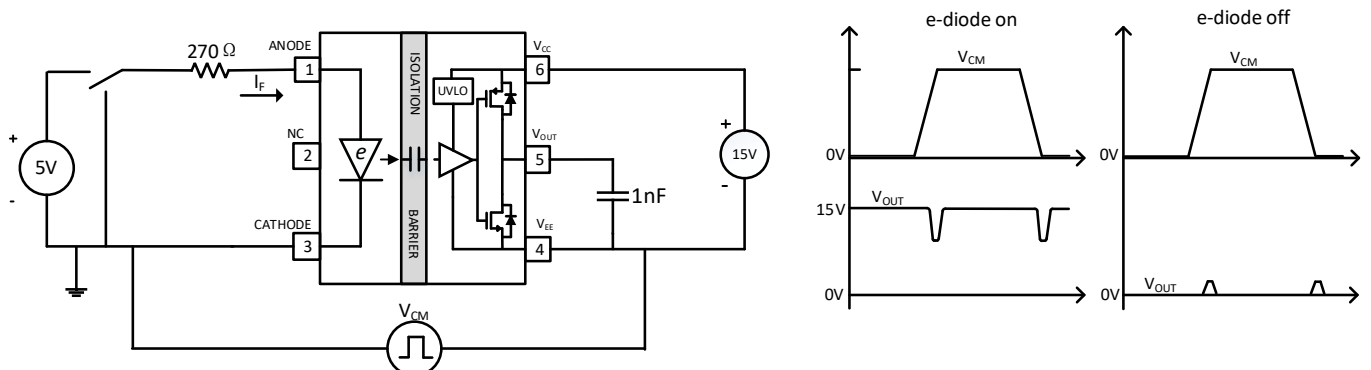 270 Ω
I_F
+
5V
-
ANODE
1
NC
2
CATHODE
3
e
ISOLATION
BARRIER
UVLO
V_CC
6
V_OUT
5
V_EE
4
1nF
+
15V
-
V_CM
e-diode on
V_CM
0V
15V
V_OUT
0V
e-diode off
V_CM
0V
0V
V_OUT